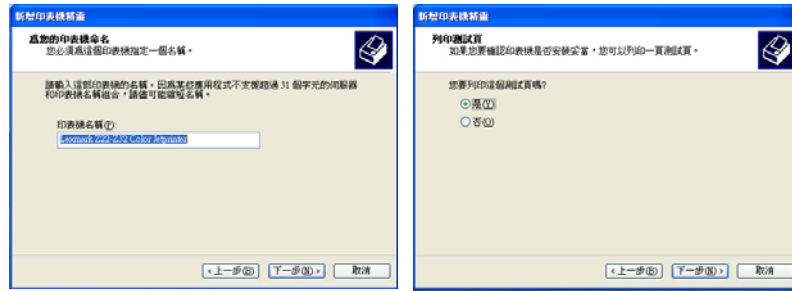 新增印表機精靈
為您的印表機命名
您必須為這個印表機指定一個名稱。
請輸入這部印表機的名稱。因為某些應用程式不支援超過 31 個字元的伺服器
和印表機名稱組合，請儘可能縮短名稱。
印表機名稱(P):
Lexmark Z22-Z32 Color Jetprinter
<上一步(B)
下一步(N)>
取消
新增印表機精靈
列印測試頁
如果您要確認印表機是否安裝妥當，您可以列印一頁測試頁。
您要列印這個測試頁嗎?
是(Y)
否(O)
<上一步(B)
下一步(N)>
取消